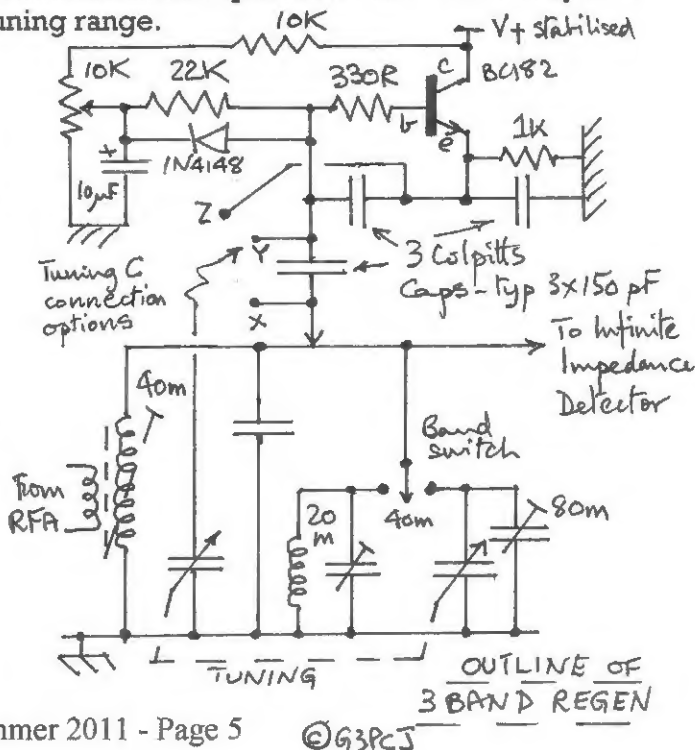 tuning range.
10K
V+ stabilised
10K
22K
330R
c
BC182
b
e
1K
+
1N4148
10µF
Z
Y
3 Colpitts
Caps - typ 3x150 pF
Tuning C
connection
options
X
To Infinite
Impedance
Detector
40m
Band
switch
From
RFA
20
m
40m
80m
TUNING
OUTLINE OF
3 BAND REGEN
mmer 2011 - Page 5
©G3PCJ